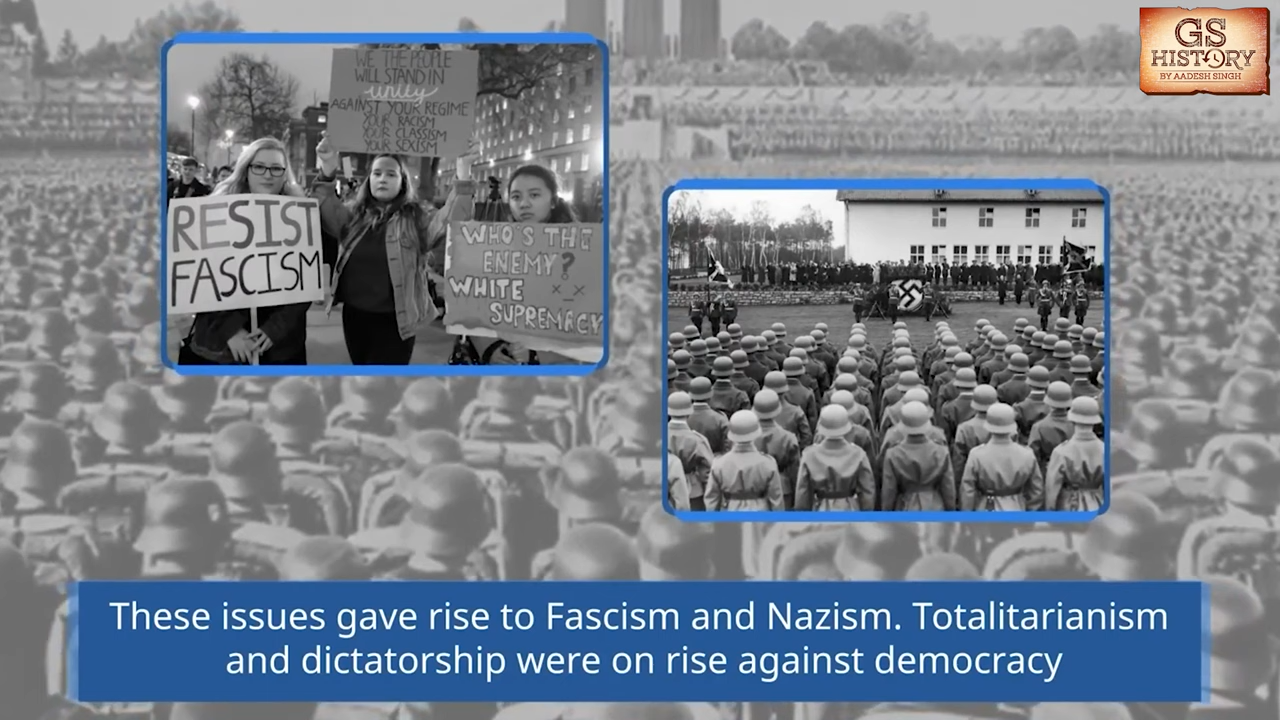 GS
HISTORY
BY AADESH SINGH
WE THE PEOPLE
WILL STAND IN
unity
AGAINST YOUR REGIME
YOUR RACISM
YOUR CLASSISM
YOUR SEXISM
RESIST
FASCISM
WHO'S THE
ENEMY?
WHITE
SUPREMACY
These issues gave rise to Fascism and Nazism. Totalitarianism
and dictatorship were on rise against democracy